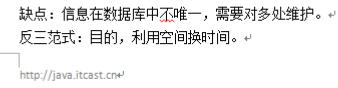 缺点：信息在数据库中不唯一，需要对多处维护。
反三范式：目的，利用空间换时间。
http://java.itcast.cn